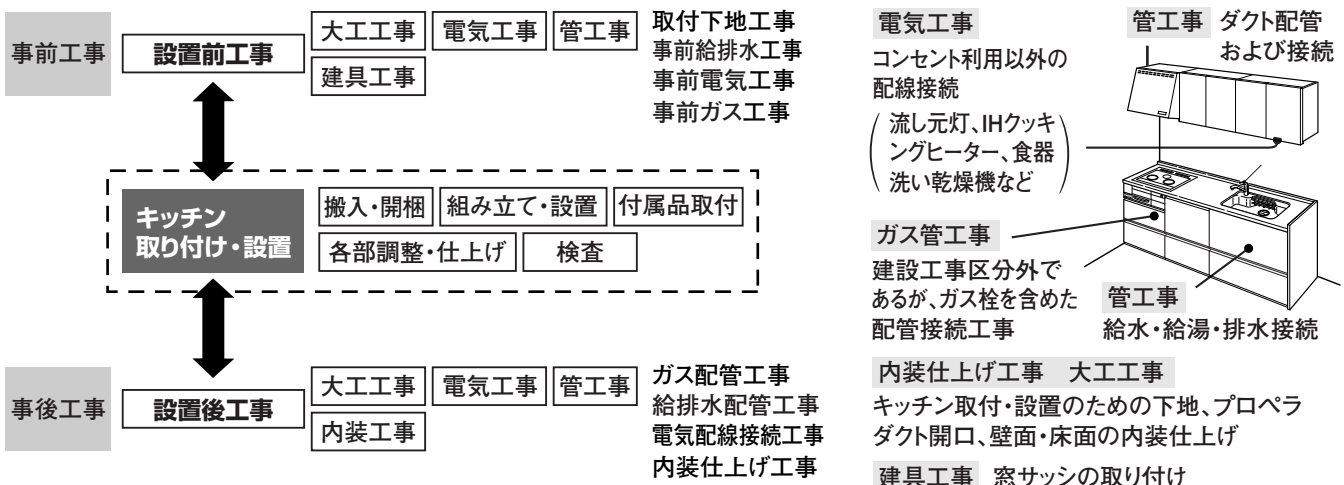 事前工事
設置前工事
大工工事 電気工事 管工事
建具工事
取付下地工事
事前給排水工事
事前電気工事
事前ガス工事
キッチン
取り付け・設置
搬入・開梱 組み立て・設置 付属品取付
各部調整・仕上げ 検査
事後工事
設置後工事
大工工事 電気工事 管工事
内装工事
ガス配管工事
給排水配管工事
電気配線接続工事
内装仕上げ工事
電気工事
コンセント利用以外の
配線接続
(流し元灯、IHクッキ
ングヒーター、食器
洗い乾燥機など)
管工事 ダクト配管
および接続
ガス管工事
建設工事区分外で
あるが、ガス栓を含めた
配管接続工事
管工事
給水・給湯・排水接続
内装仕上げ工事 大工工事
キッチン取付・設置のための下地、プロペラ
ダクト開口、壁面・床面の内装仕上げ
建具工事 窓サッシの取り付け